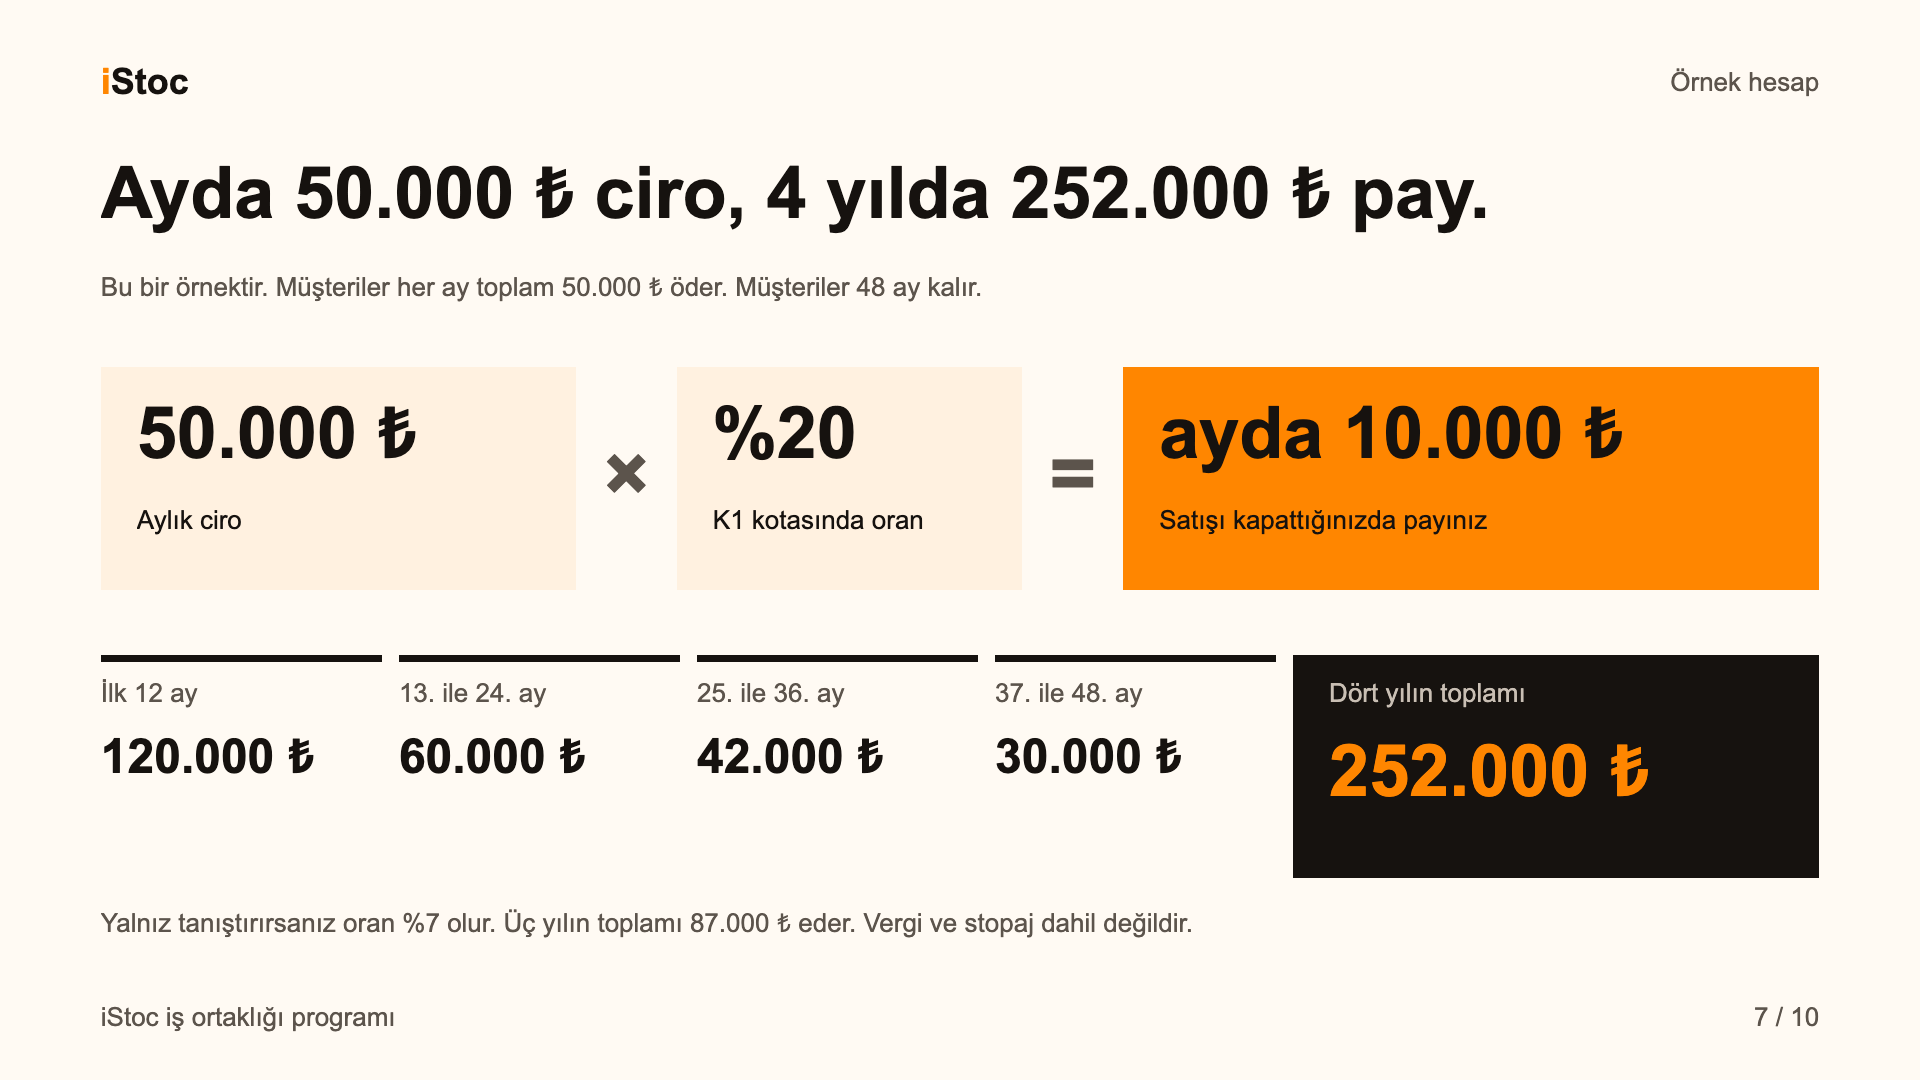 iStoc
Örnek hesap
Ayda 50.000 ₺ ciro, 4 yılda 252.000 ₺ pay.
Bu bir örnektir. Müşteriler her ay toplam 50.000 ₺ öder. Müşteriler 48 ay kalır.
50.000 ₺
Aylık ciro
×
%20
K1 kotasında oran
=
ayda 10.000 ₺
Satışı kapattığınızda payınız
İlk 12 ay
120.000 ₺
13. ile 24. ay
60.000 ₺
25. ile 36. ay
42.000 ₺
37. ile 48. ay
30.000 ₺
Dört yılın toplamı
252.000 ₺
Yalnız tanıştırırsanız oran %7 olur. Üç yılın toplamı 87.000 ₺ eder. Vergi ve stopaj dahil değildir.
iStoc iş ortaklığı programı
7 / 10